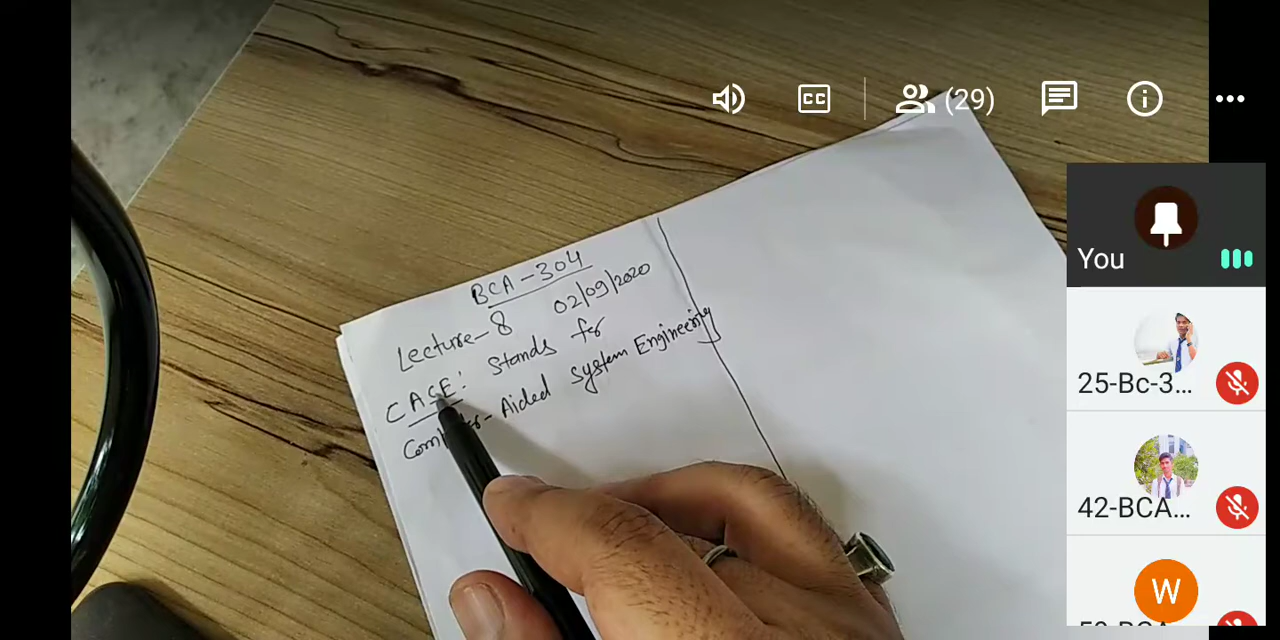 (29)
BCA-304
Lecture-8 02/09/2020
CASE: Stands for
Aided System Engineering
You
25-Bc-3...
42-BCA...
W